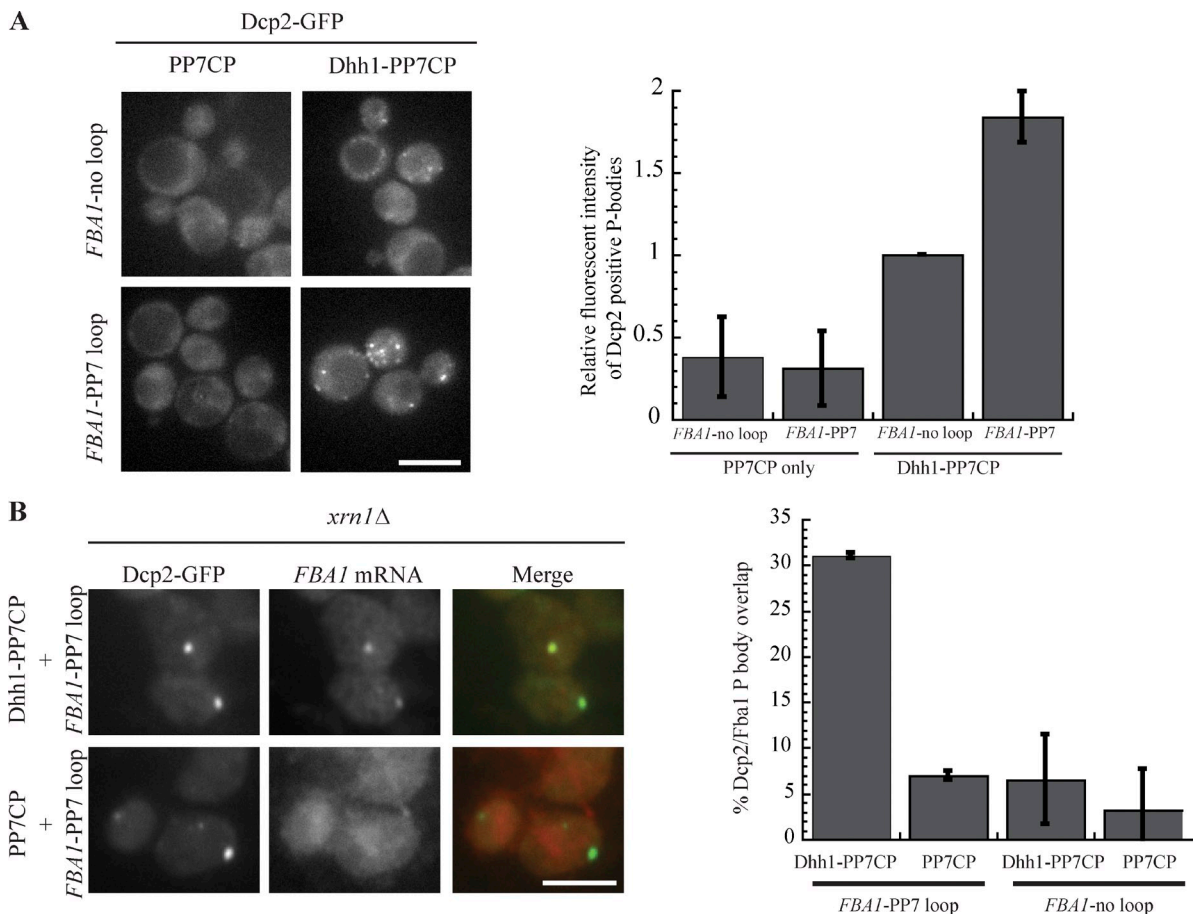 A
Dcp2-GFP
PP7CP
Dhh1-PP7CP
FBA1-no loop
FBA1-PP7 loop
Relative fluorescent intensity
of Dcp2 positive P-bodies
2
1.5
1
0.5
0
FBA1-no loop
FBA1-PP7
FBA1-no loop
FBA1-PP7
PP7CP only
Dhh1-PP7CP
B
xrn1Δ
Dcp2-GFP
FBA1 mRNA
Merge
Dhh1-PP7CP
+
FBA1-PP7 loop
PP7CP
+
FBA1-PP7 loop
% Dcp2/Fba1 P body overlap
35
30
25
20
15
10
5
0
Dhh1-PP7CP
PP7CP
Dhh1-PP7CP
PP7CP
FBA1-PP7 loop
FBA1-no loop